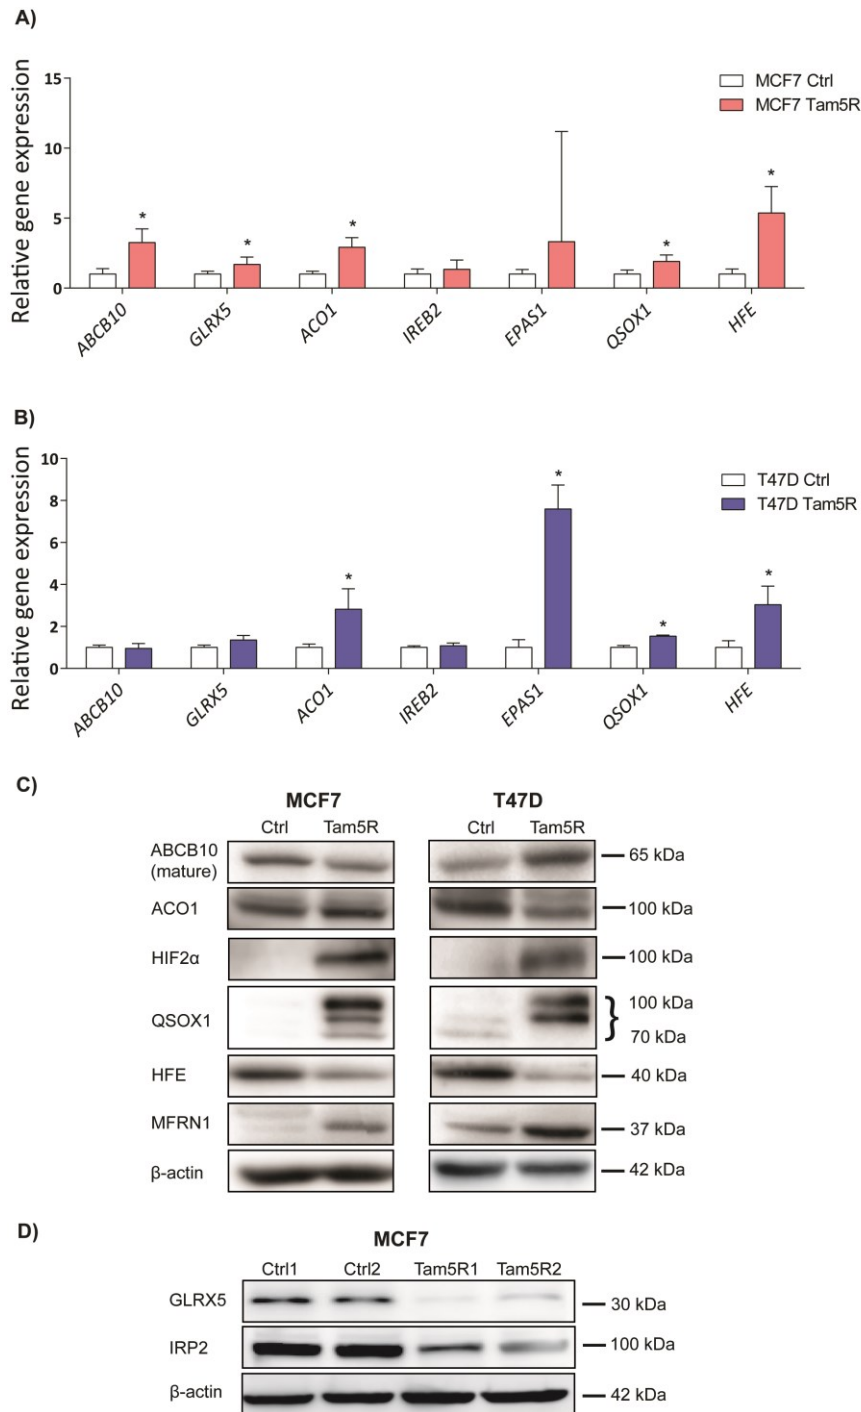 A)
Relative gene expression
15
10
5
0
MCF7 Ctrl
MCF7 Tam5R
* * * * *
ABCB10 GLRX5 ACO1 IREB2 EPAS1 QSOX1 HFE
B)
Relative gene expression
10
8
6
4
2
0
T47D Ctrl
T47D Tam5R
* * * *
ABCB10 GLRX5 ACO1 IREB2 EPAS1 QSOX1 HFE
C)
MCF7 T47D
Ctrl Tam5R Ctrl Tam5R
ABCB10
(mature)
65 kDa
ACO1 100 kDa
HIF2α 100 kDa
QSOX1
100 kDa
70 kDa
HFE 40 kDa
MFRN1 37 kDa
β-actin 42 kDa
D)
MCF7
Ctrl1 Ctrl2 Tam5R1 Tam5R2
GLRX5 30 kDa
IRP2 100 kDa
β-actin 42 kDa